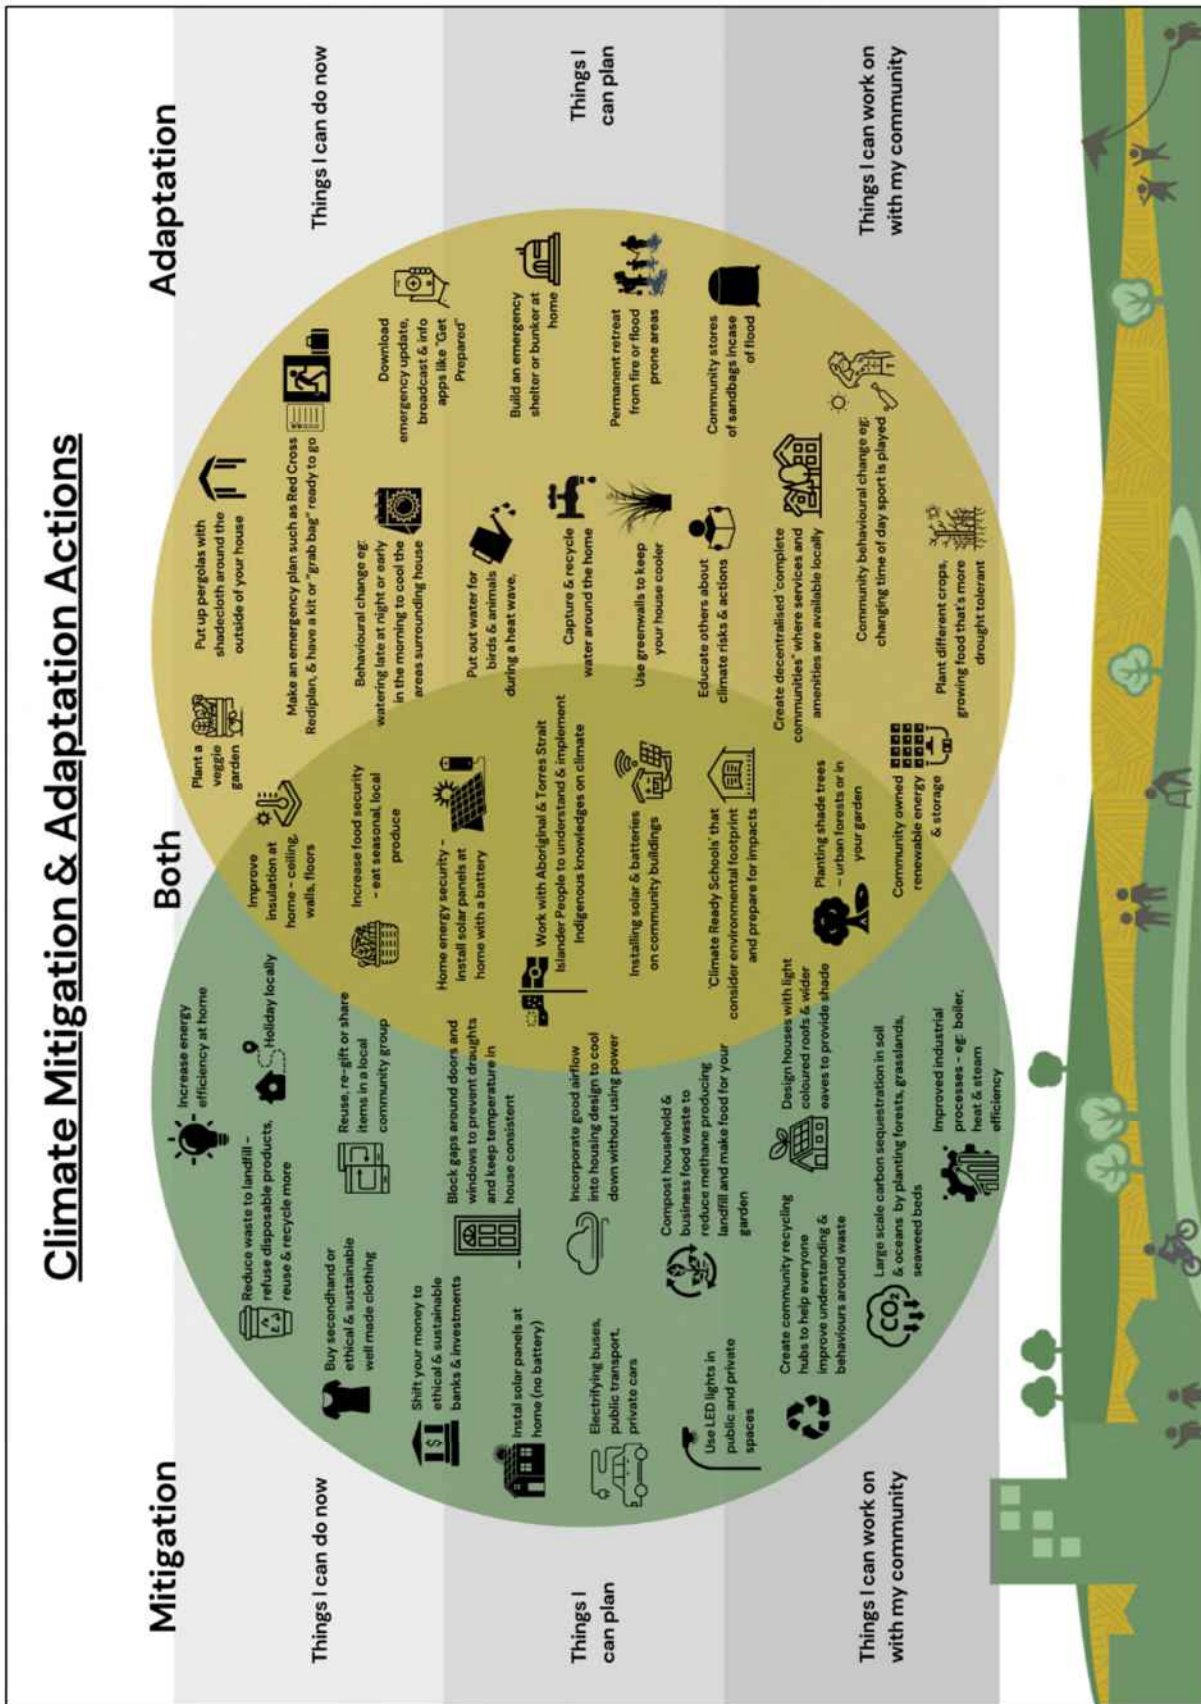 Climate Mitigation & Adaptation Actions
Mitigation
Both
Adaptation
Things I can do now
Things I
can plan
Things I can work on
with my community
Increase energy
efficiency at home
Reduce waste to landfill –
refuse disposable products,
reuse & recycle more
Holiday locally
Buy secondhand or
ethical & sustainable
well made clothing
Reuse, re-gift or share
items in a local
community group
Shift your money to
ethical & sustainable
banks & investments
$
Block gaps around doors and
windows to prevent draughts
and keep temperature in
house consistent
Instal solar panels at
home (no battery)
Incorporate good airflow
into housing design to cool
down without using power
Electrifying buses,
public transport,
private cars
Compost household &
business food waste to
reduce methane producing
landfill and make food for your
garden
Use LED lights in
public and private
spaces
Design houses with light
coloured roofs & wider
eaves to provide shade
Create community recycling
hubs to help everyone
improve understanding &
behaviours around waste
CO₂
Large scale carbon sequestration in soil
& oceans by planting forests, grasslands,
seaweed beds
Improved industrial
processes – eg: boiler,
heat & steam
efficiency
Improve
insulation at
home – ceiling,
walls, floors
Increase food security
– eat seasonal, local
produce
Home energy security –
install solar panels at
home with a battery
Work with Aboriginal & Torres Strait
Islander People to understand & implement
Indigenous knowledges on climate
Installing solar & batteries
on community buildings
'Climate Ready Schools' that
consider environmental footprint
and prepare for impacts
Planting shade trees
– urban forests or in
your garden
Community owned
renewable energy
& storage
Plant a
veggie
garden
Put up pergolas with
shadecloth around the
outside of your house
Make an emergency plan such as Red Cross
Rediplan, & have a kit or "grab bag" ready to go
Behavioural change eg:
watering late at night or early
in the morning to cool the
areas surrounding house
Download
emergency update,
broadcast & info
apps like "Get
Prepared"
Put out water for
birds & animals
during a heat wave,
Build an emergency
shelter or bunker at
home
Capture & recycle
water around the home
Use greenwalls to keep
your house cooler
Permanent retreat
from fire or flood
prone areas
Educate others about
climate risks & actions
Community stores
of sandbags incase
of flood
Create decentralised 'complete
communities" where services and
amenities are available locally
Community behavioural change eg:
changing time of day sport is played
Plant different crops,
growing food that's more
drought tolerant
Things I can do now
Things I
can plan
Things I can work on
with my community